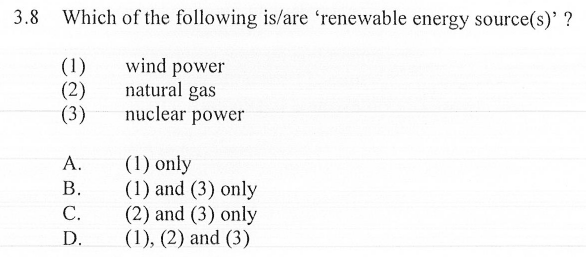 3.8 Which of the following is/are ‘renewable energy source(s)’ ?
(1) wind power
(2) natural gas
(3) nuclear power
A. (1) only
B. (1) and (3) only
C. (2) and (3) only
D. (1), (2) and (3)